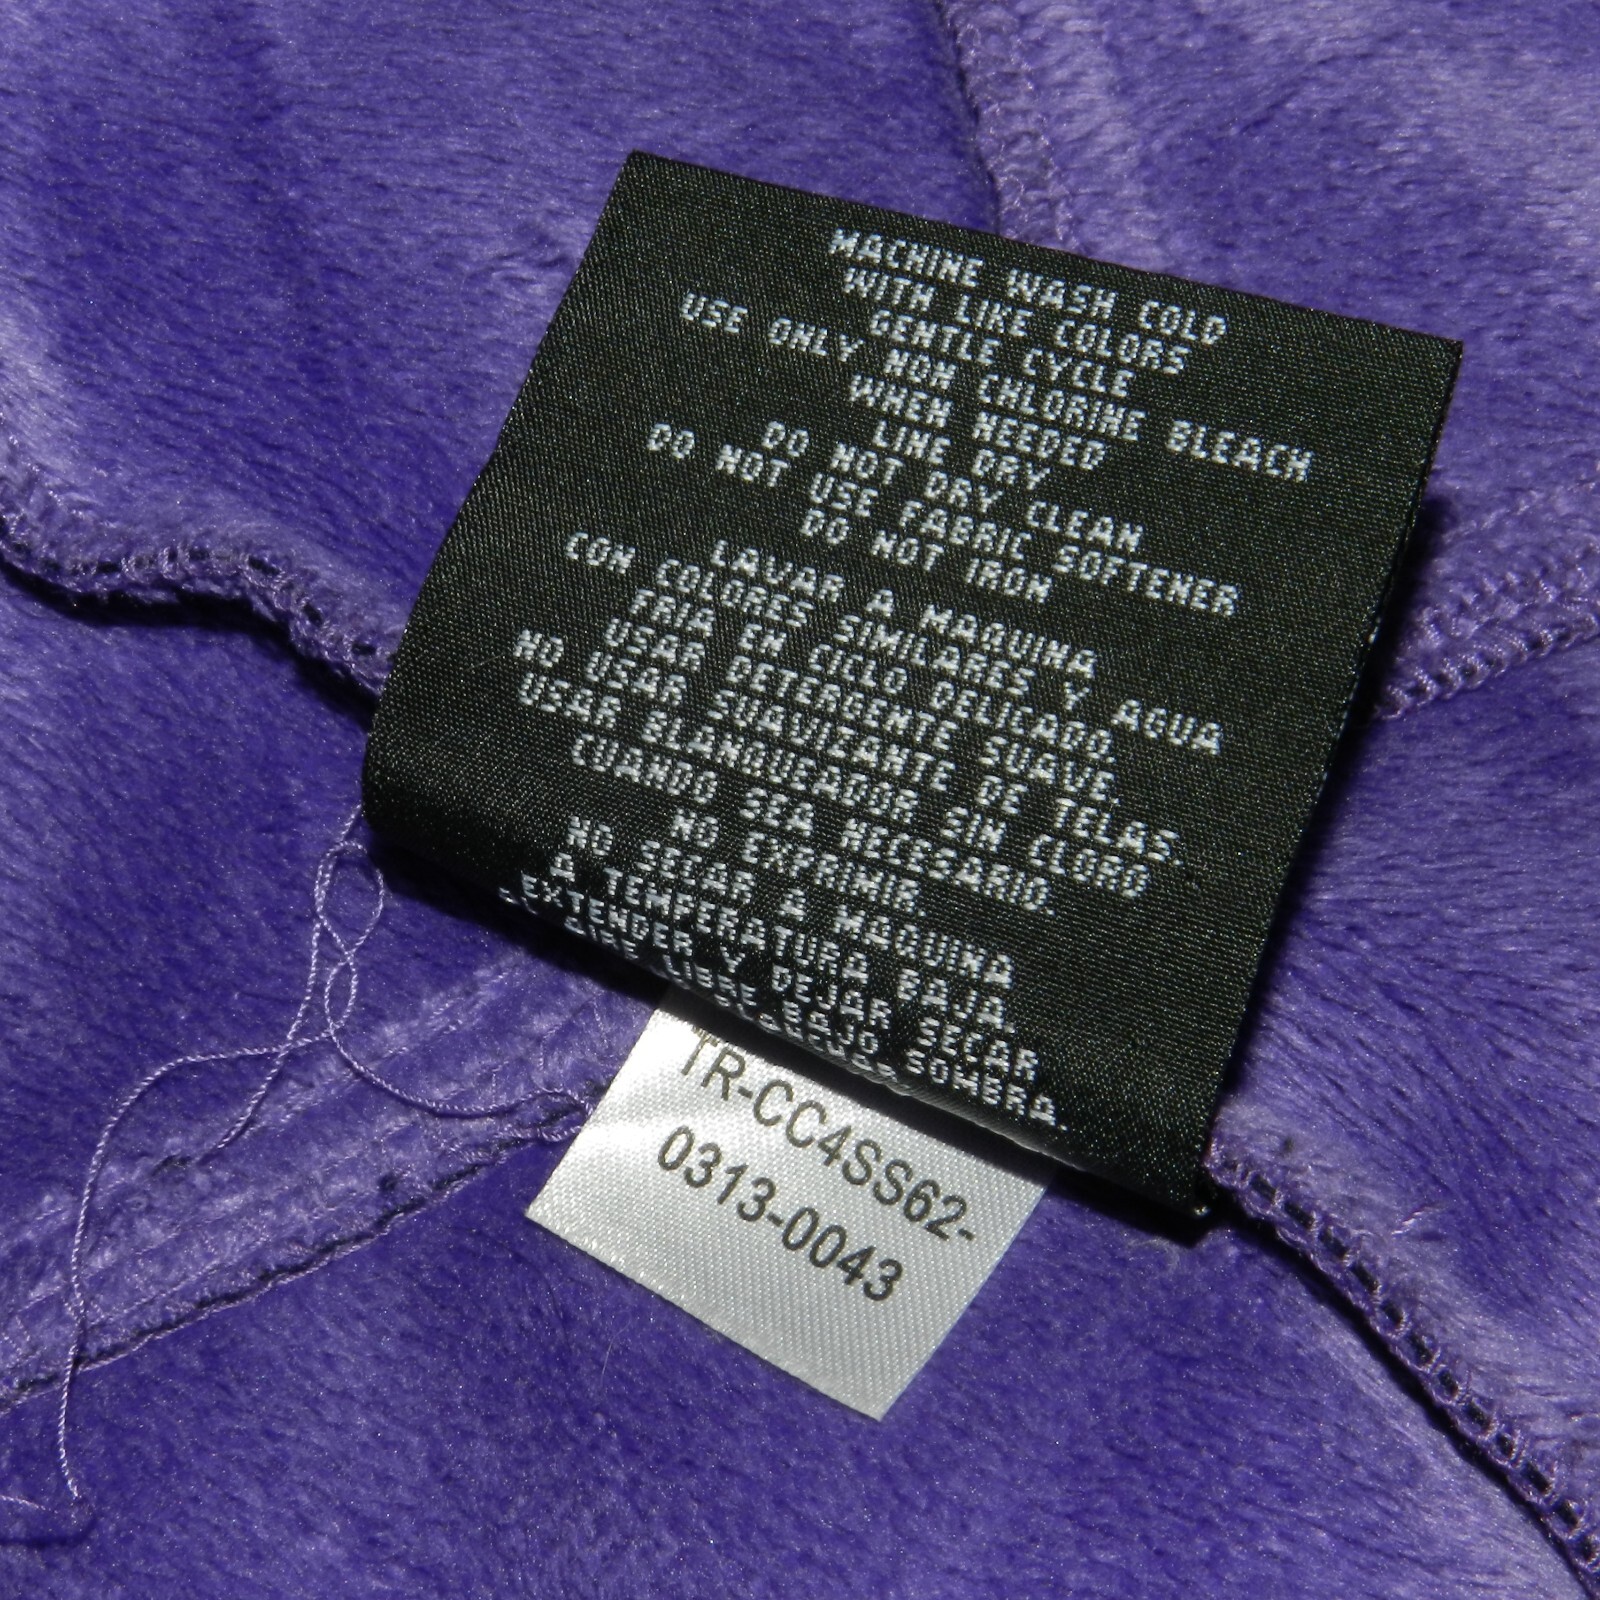 MACHINE WASH COLD
WITH LIKE COLORS
GENTLE CYCLE
USE ONLY NON CHLORINE BLEACH
WHEN NEEDED
LINE DRY
DO NOT DRY CLEAN
DO NOT USE FABRIC SOFTENER
DO NOT IRON
LAVAR A MAQUINA
CON COLORES SIMILARES Y AGUA
FRIA EN CICLO DELICADO.
USAR DETERGENTE SUAVE.
NO USAR SUAVIZANTE DE TELAS.
USAR BLANQUEADOR SIN CLORO
CUANDO SEA NECESARIO.
NO EXPRIMIR.
NO SECAR A MAQUINA
A TEMPERATURA BAJA.
EXTENDER Y DEJAR SECAR
BAJO SOMBRA.
TR-CC4SS62-
0313-0043